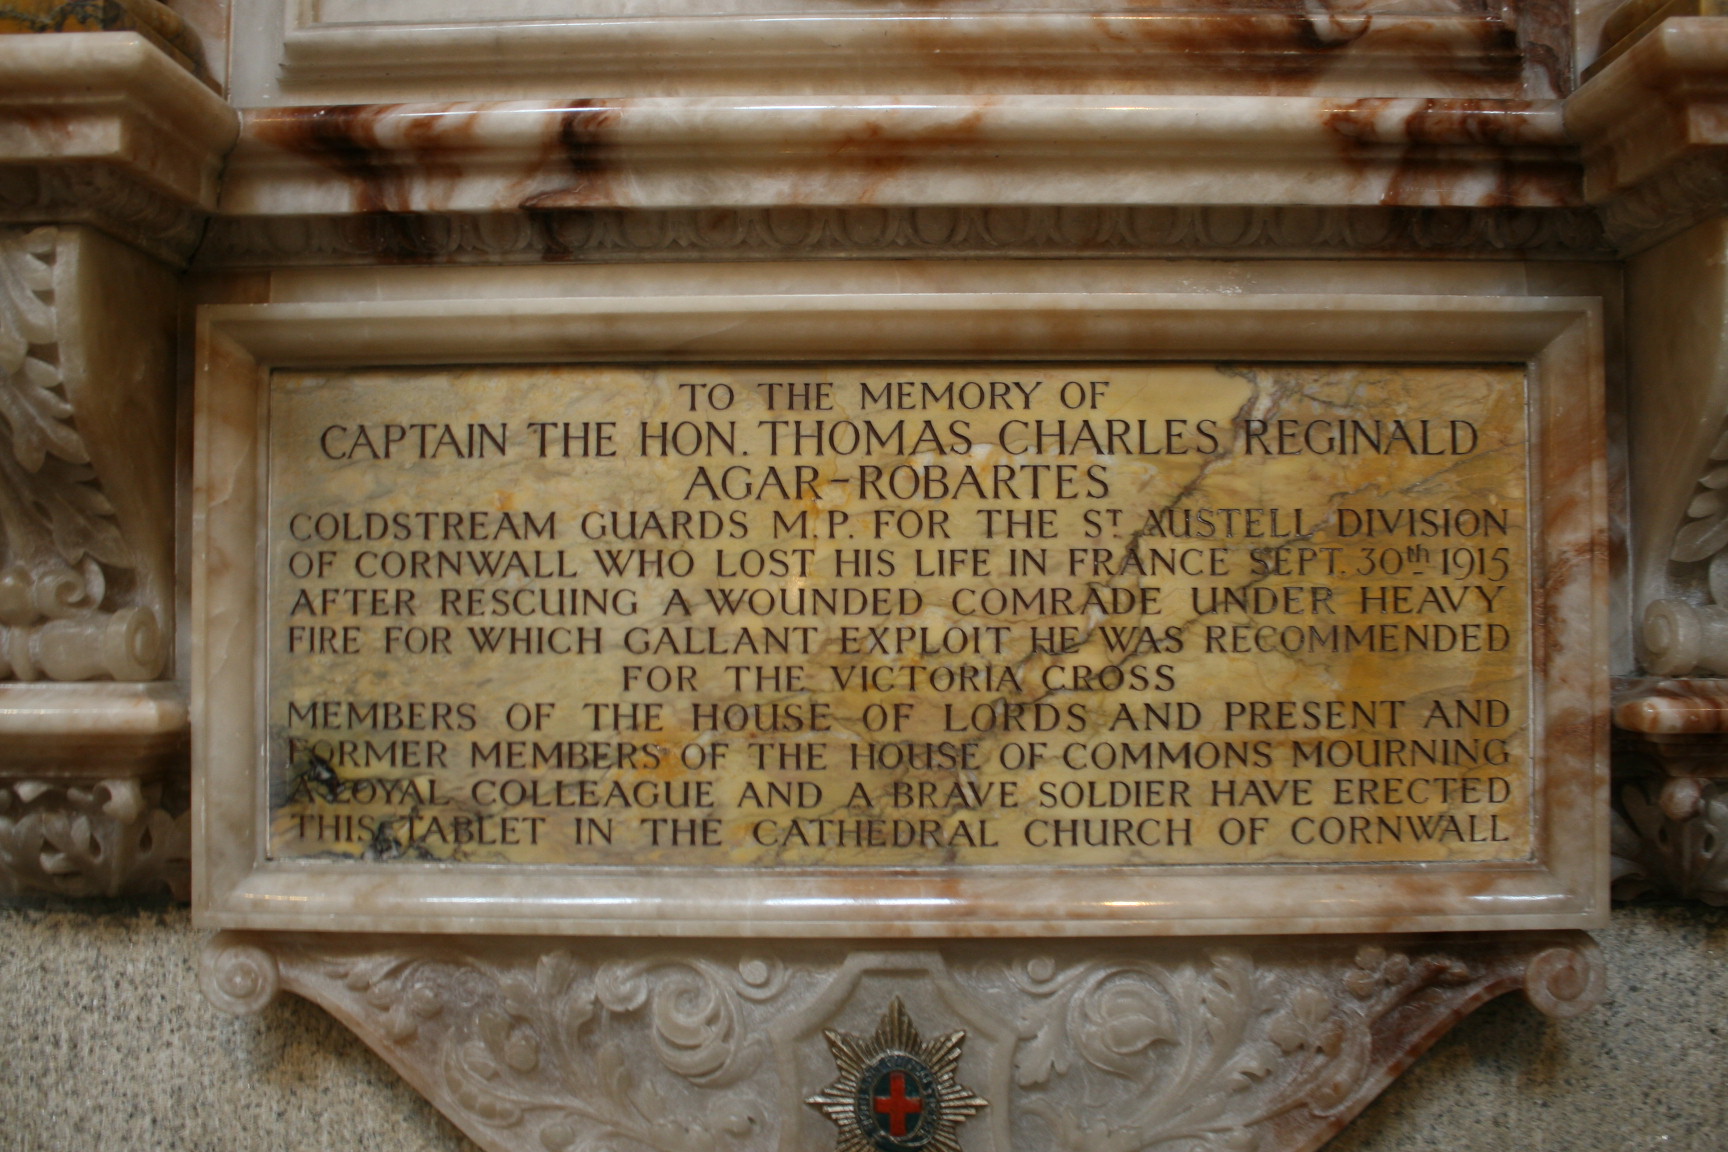 TO THE MEMORY OF
CAPTAIN THE HON. THOMAS CHARLES REGINALD
AGAR-ROBARTES
COLDSTREAM GUARDS M.P. FOR THE ST. AUSTELL DIVISION
OF CORNWALL WHO LOST HIS LIFE IN FRANCE SEPT. 30th 1915
AFTER RESCUING A WOUNDED COMRADE UNDER HEAVY
FIRE FOR WHICH GALLANT EXPLOIT HE WAS RECOMMENDED
FOR THE VICTORIA CROSS
MEMBERS OF THE HOUSE OF LORDS AND PRESENT AND
FORMER MEMBERS OF THE HOUSE OF COMMONS MOURNING
A LOYAL COLLEAGUE AND A BRAVE SOLDIER HAVE ERECTED
THIS TABLET IN THE CATHEDRAL CHURCH OF CORNWALL